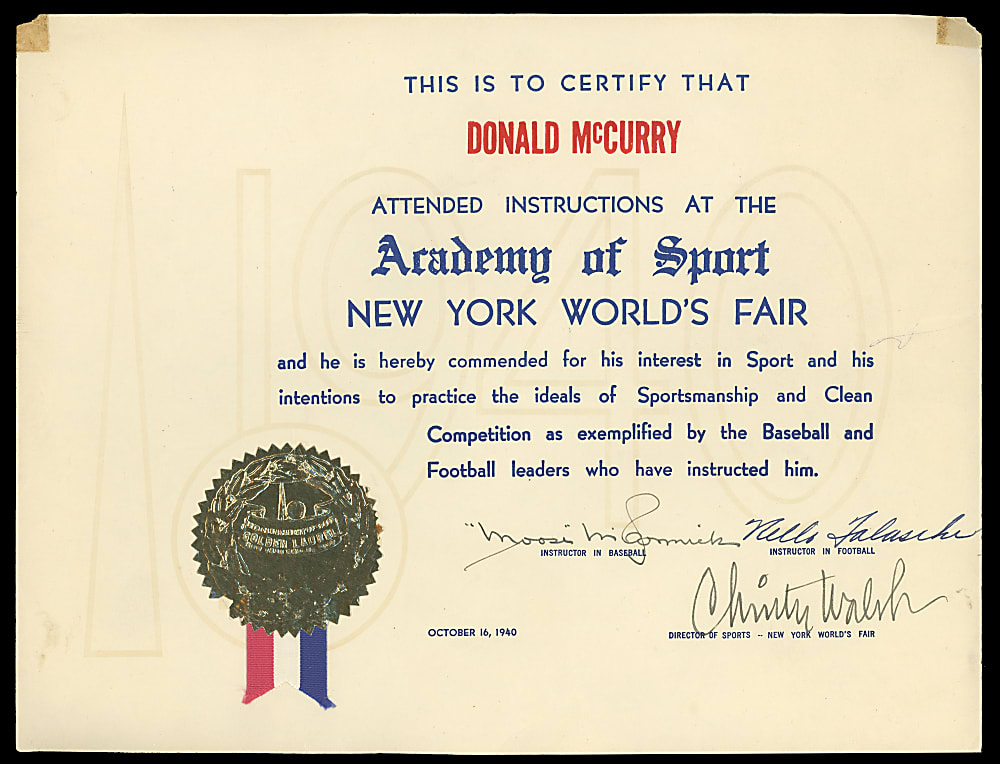 THIS IS TO CERTIFY THAT
DONALD McCURRY
ATTENDED INSTRUCTIONS AT THE
Academy of Sport
NEW YORK WORLD'S FAIR
1940
and he is hereby commended for his interest in Sport and his
intentions to practice the ideals of Sportsmanship and Clean
Competition as exemplified by the Baseball and
Football leaders who have instructed him.
GOLDEN LAUREL
"Moose" McCormick Nello Falaschi
INSTRUCTOR IN BASEBALL INSTRUCTOR IN FOOTBALL
Christy Walsh
OCTOBER 16, 1940 DIRECTOR OF SPORTS -- NEW YORK WORLD'S FAIR